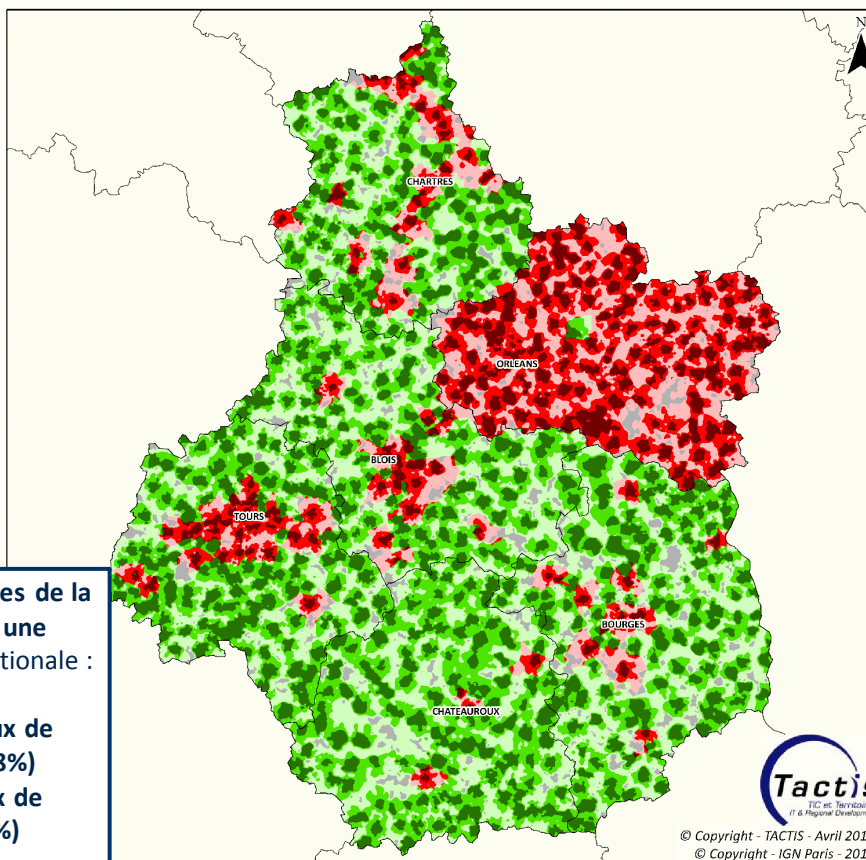 N
CHARTRES
ORLEANS
BLOIS
TOURS
es de la
une
tionale :
BOURGES
ux de
3%)
x de
%)
CHATEAUROUX
Tactis
TIC et Territoi
IT & Regional Developm
© Copyright - TACTIS - Avril 201
© Copyright - IGN Paris - 201